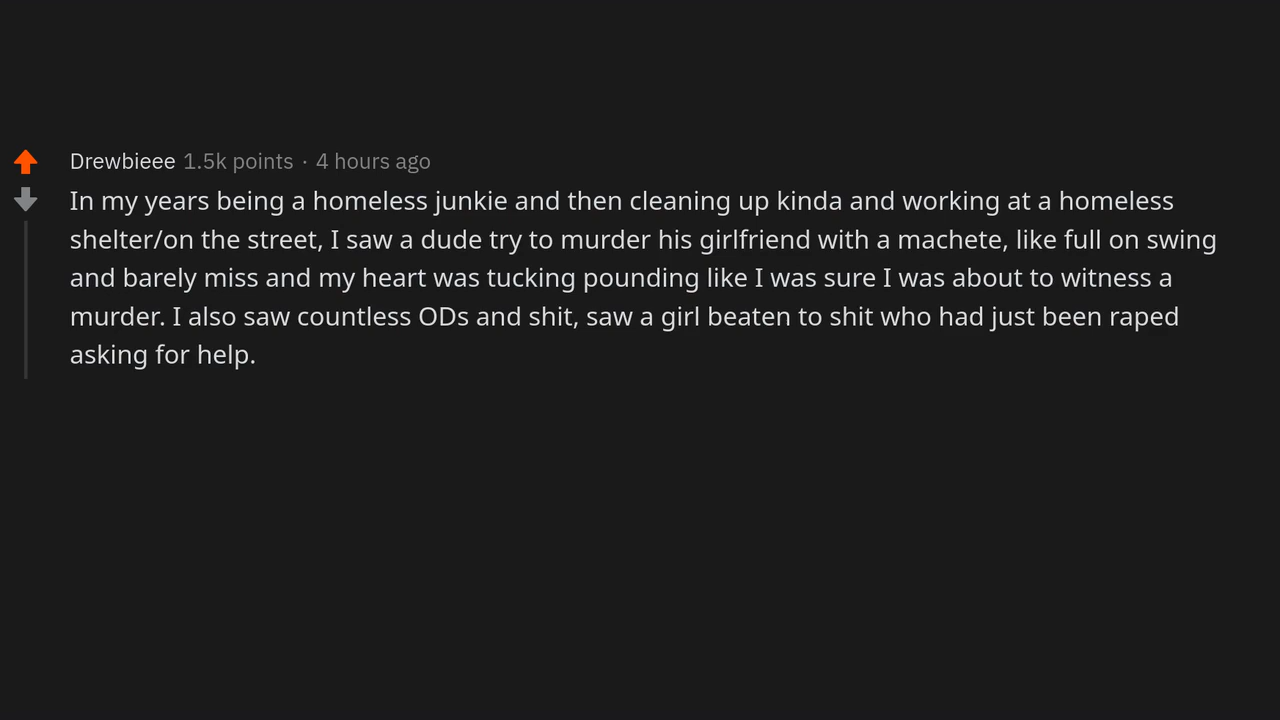 Drewbieee 1.5k points · 4 hours ago
In my years being a homeless junkie and then cleaning up kinda and working at a homeless
shelter/on the street, I saw a dude try to murder his girlfriend with a machete, like full on swing
and barely miss and my heart was tucking pounding like I was sure I was about to witness a
murder. I also saw countless ODs and shit, saw a girl beaten to shit who had just been raped
asking for help.